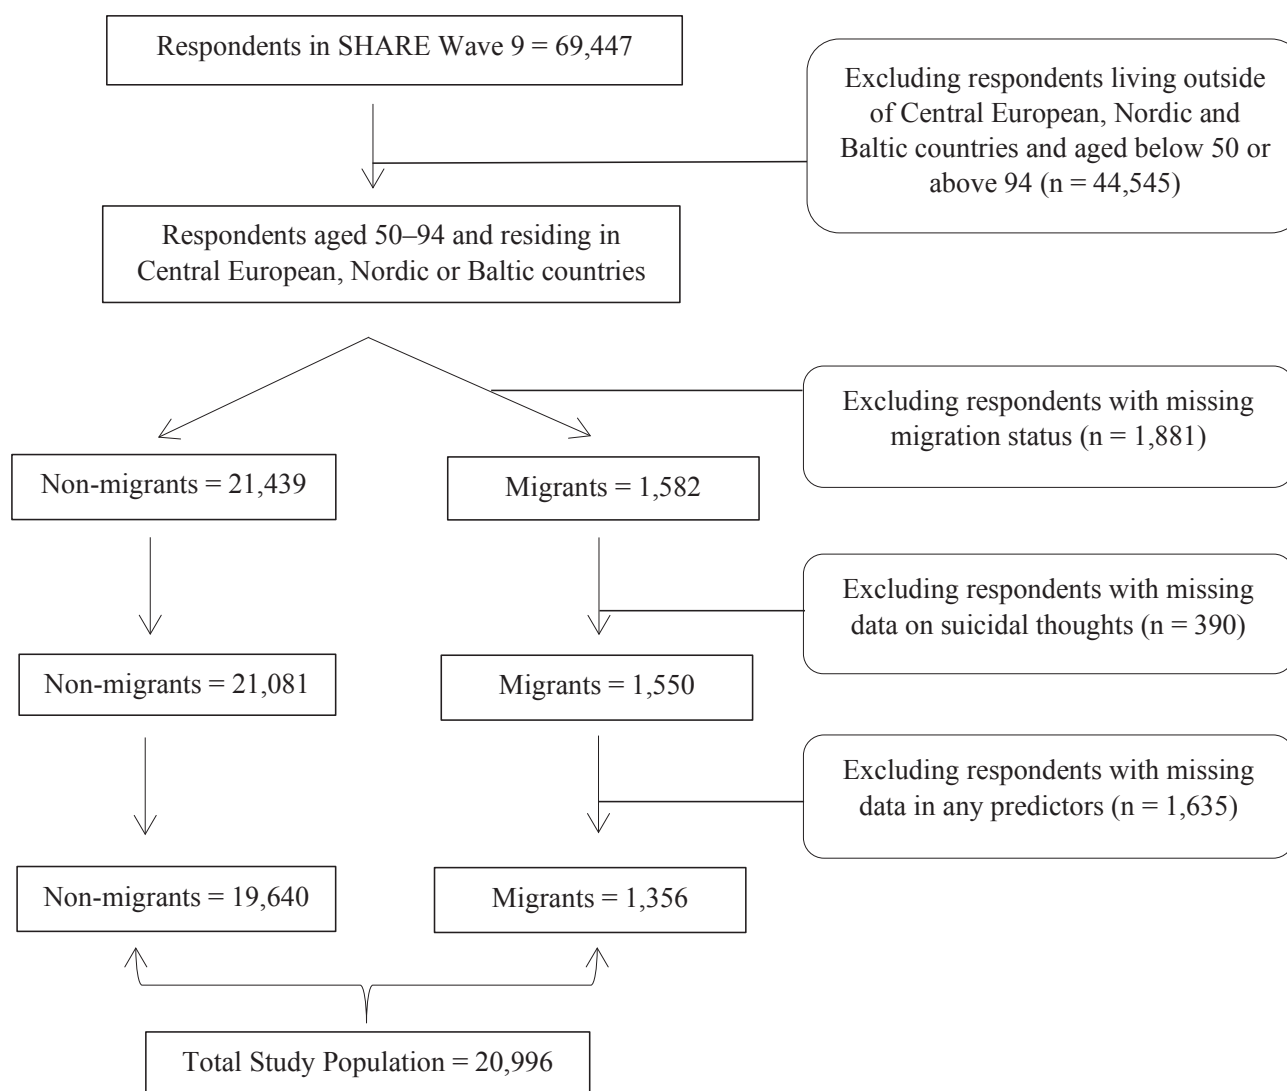 Respondents in SHARE Wave 9 = 69,447
Excluding respondents living outside
of Central European, Nordic and
Baltic countries and aged below 50 or
above 94 (n = 44,545)
Respondents aged 50–94 and residing in
Central European, Nordic or Baltic countries
Excluding respondents with missing
migration status (n = 1,881)
Non-migrants = 21,439
Migrants = 1,582
Excluding respondents with missing
data on suicidal thoughts (n = 390)
Non-migrants = 21,081
Migrants = 1,550
Excluding respondents with missing
data in any predictors (n = 1,635)
Non-migrants = 19,640
Migrants = 1,356
Total Study Population = 20,996